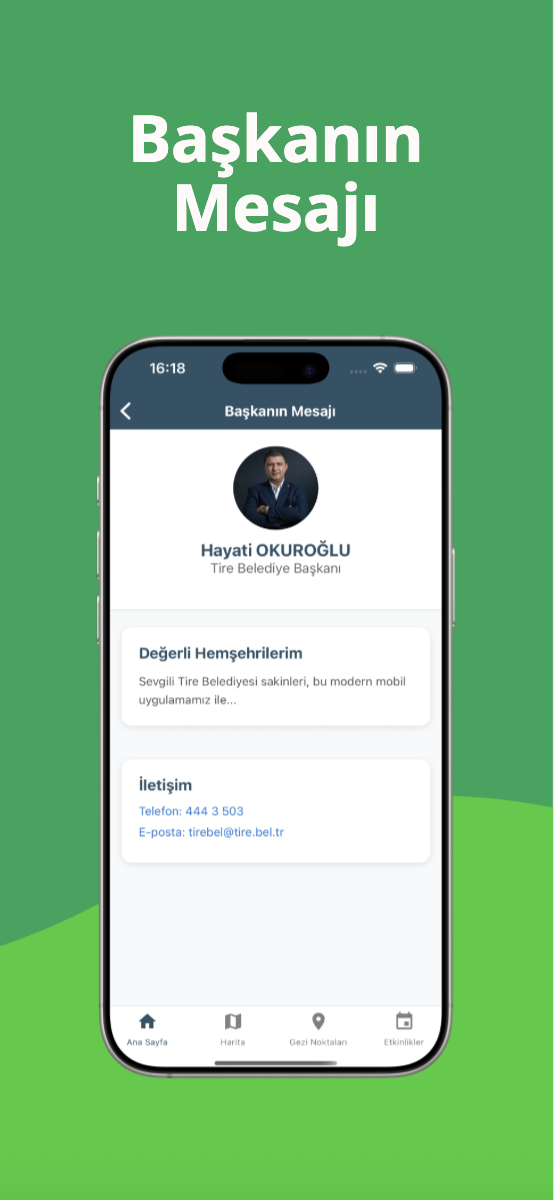 Başkanın
Mesajı
16:18
Başkanın Mesajı
Hayati OKUROĞLU
Tire Belediye Başkanı
Değerli Hemşehrilerim
Sevgili Tire Belediyesi sakinleri, bu modern mobil
uygulamamız ile...
İletişim
Telefon: 444 3 503
E-posta: tirebel@tire.bel.tr
Ana Sayfa
Harita
Gezi Noktaları
Etkinlikler